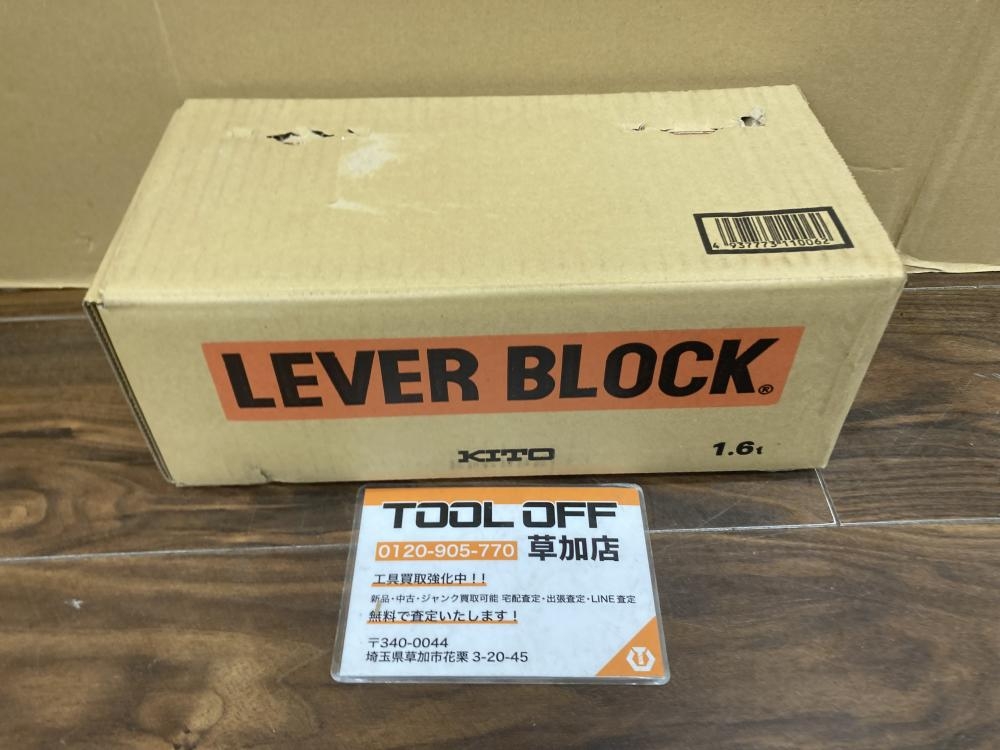 4 937773 110062
LEVER BLOCK®
KITO
1.6t
TOOL OFF
0120-905-770 草加店
工具買取強化中!!
新品・中古・ジャンク買取可能 宅配査定・出張査定・LINE査定
無料で査定いたします!
〒340-0044
埼玉県草加市花栗 3-20-45